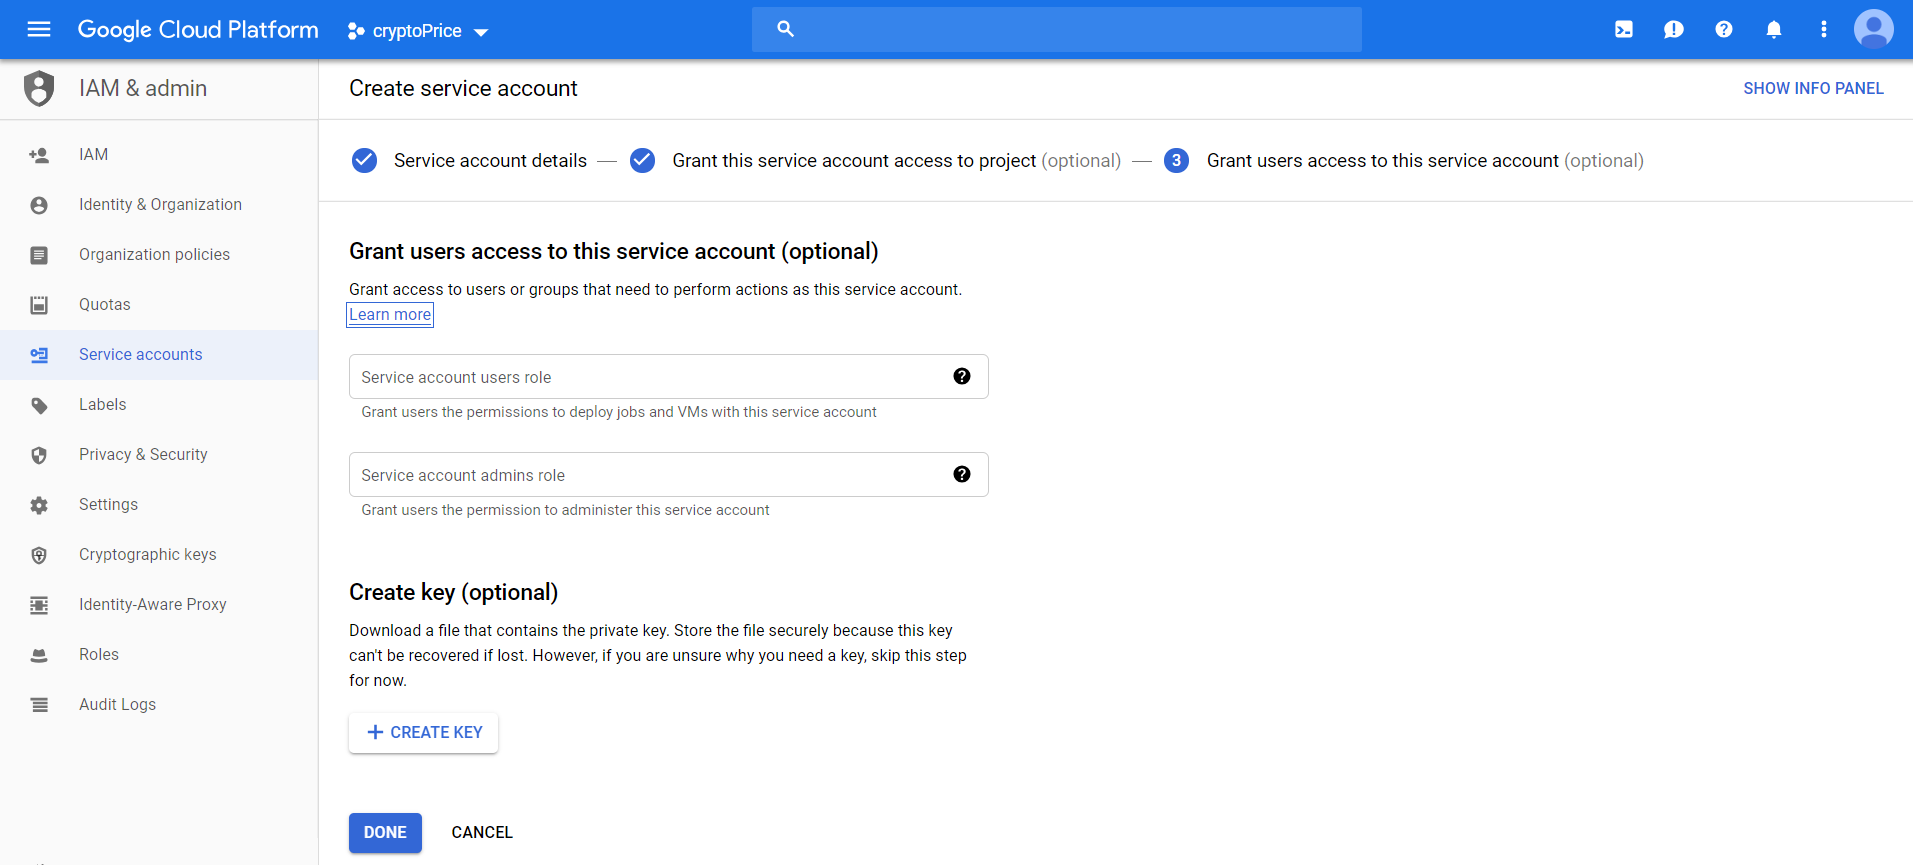 Google Cloud Platform
cryptoPrice
IAM & admin
Create service account
SHOW INFO PANEL
IAM
Identity & Organization
Organization policies
Quotas
Service accounts
Labels
Privacy & Security
Settings
Cryptographic keys
Identity-Aware Proxy
Roles
Audit Logs
Service account details
Grant this service account access to project (optional)
3 Grant users access to this service account (optional)
Grant users access to this service account (optional)
Grant access to users or groups that need to perform actions as this service account.
Learn more
Service account users role
Grant users the permissions to deploy jobs and VMs with this service account
Service account admins role
Grant users the permission to administer this service account
Create key (optional)
Download a file that contains the private key. Store the file securely because this key
can't be recovered if lost. However, if you are unsure why you need a key, skip this step
for now.
CREATE KEY
DONE
CANCEL